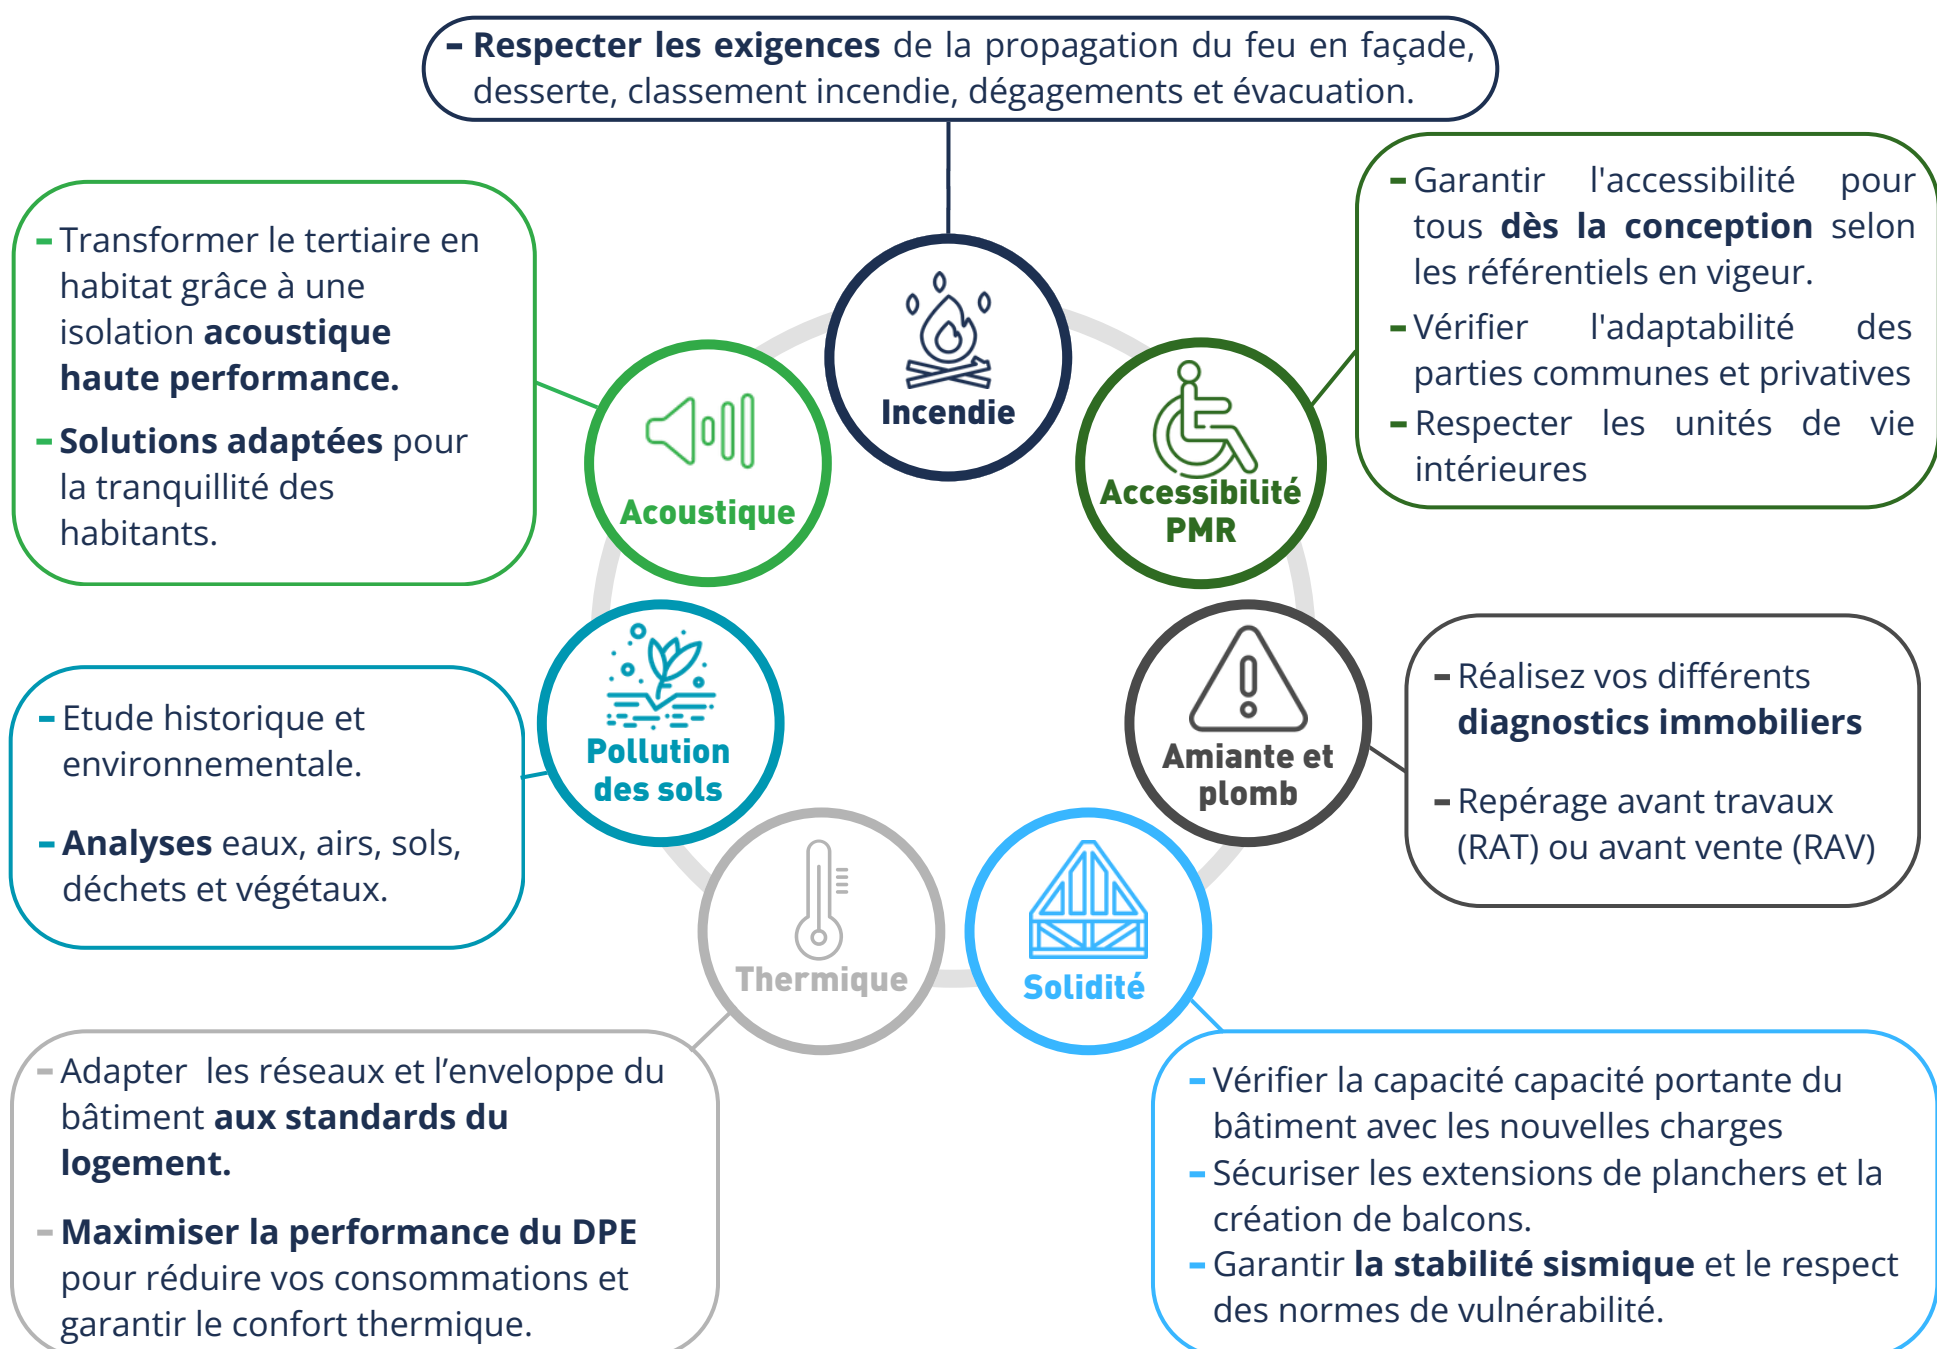 - Respecter les exigences de la propagation du feu en façade,
desserte, classement incendie, dégagements et évacuation.
- Transformer le tertiaire en
habitat grâce à une
isolation acoustique
haute performance.
- Solutions adaptées pour
la tranquillité des
habitants.
- Garantir l'accessibilité pour
tous dès la conception selon
les référentiels en vigeur.
- Vérifier l'adaptabilité des
parties communes et privatives
- Respecter les unités de vie
intérieures
Incendie
Acoustique
Accessibilité
PMR
- Etude historique et
environnementale.
- Analyses eaux, airs, sols,
déchets et végétaux.
Pollution
des sols
Amiante et
plomb
- Réalisez vos différents
diagnostics immobiliers
- Repérage avant travaux
(RAT) ou avant vente (RAV)
Thermique
Solidité
- Adapter les réseaux et l’enveloppe du
bâtiment aux standards du
logement.
- Maximiser la performance du DPE
pour réduire vos consommations et
garantir le confort thermique.
- Vérifier la capacité capacité portante du
bâtiment avec les nouvelles charges
- Sécuriser les extensions de planchers et la
création de balcons.
- Garantir la stabilité sismique et le respect
des normes de vulnérabilité.